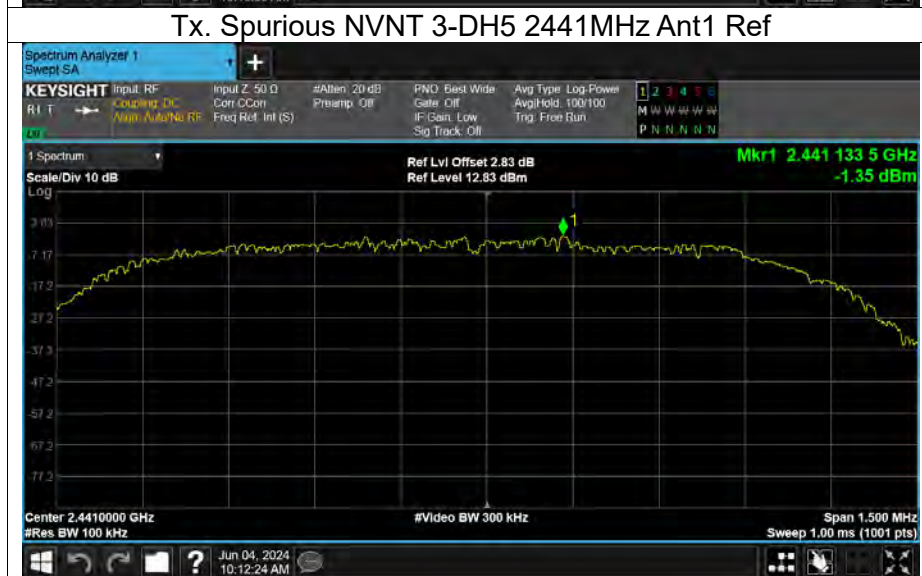 Tx. Spurious NVNT 3-DH5 2441MHz Ant1 Ref
Spectrum Analyzer 1
Swept SA
+
KEYSIGHT Input: RF Input Z: 50 Ω #Atten: 20 dB PNO: Best Wide Avg Type: Log-Power 1 2 3 4 5 6
RLT Coupling: DC Corr CCorr Preamp: Off Gate: Off Avg|Hold: 100/100 M W W W W W
Align: Auto/No RF Freq Ref: Int (S) IF Gain: Low Trig: Free Run
Sig Track: Off P N N N N N
1 Spectrum Ref Lvl Offset 2.83 dB Mkr1 2.441 133 5 GHz
Scale/Div 10 dB Ref Level 12.83 dBm -1.35 dBm
Log
1
2.83
-7.17
-17.2
-27.2
-37.2
-47.2
-57.2
-67.2
-77.2
Center 2.4410000 GHz #Video BW 300 kHz Span 1.500 MHz
#Res BW 100 kHz Sweep 1.00 ms (1001 pts)
? Jun 04, 2024
10:12:24 AM